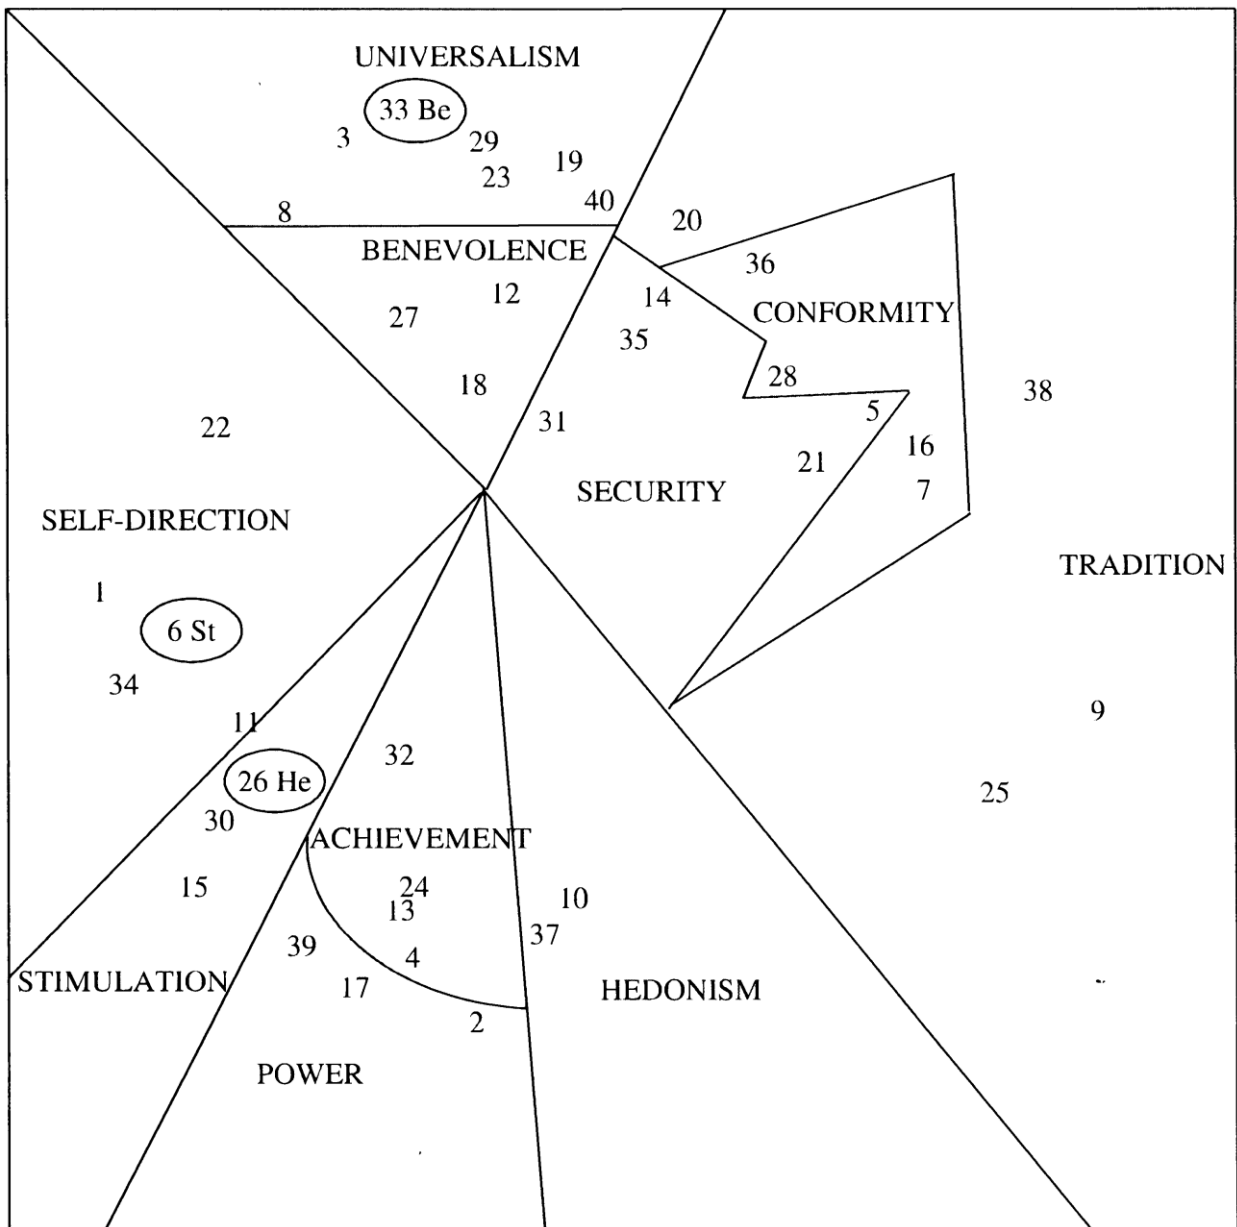 UNIVERSALISM
33 Be
3
29
19
23
40
8
20
BENEVOLENCE
36
12
14
27
CONFORMITY
35
28
18
38
5
31
22
16
21
7
SECURITY
SELF-DIRECTION
TRADITION
1
6 St
34
9
11
32
26 He
25
30
ACHIEVEMENT
15
24
10
13
37
39
4
STIMULATION
17
HEDONISM
2
POWER